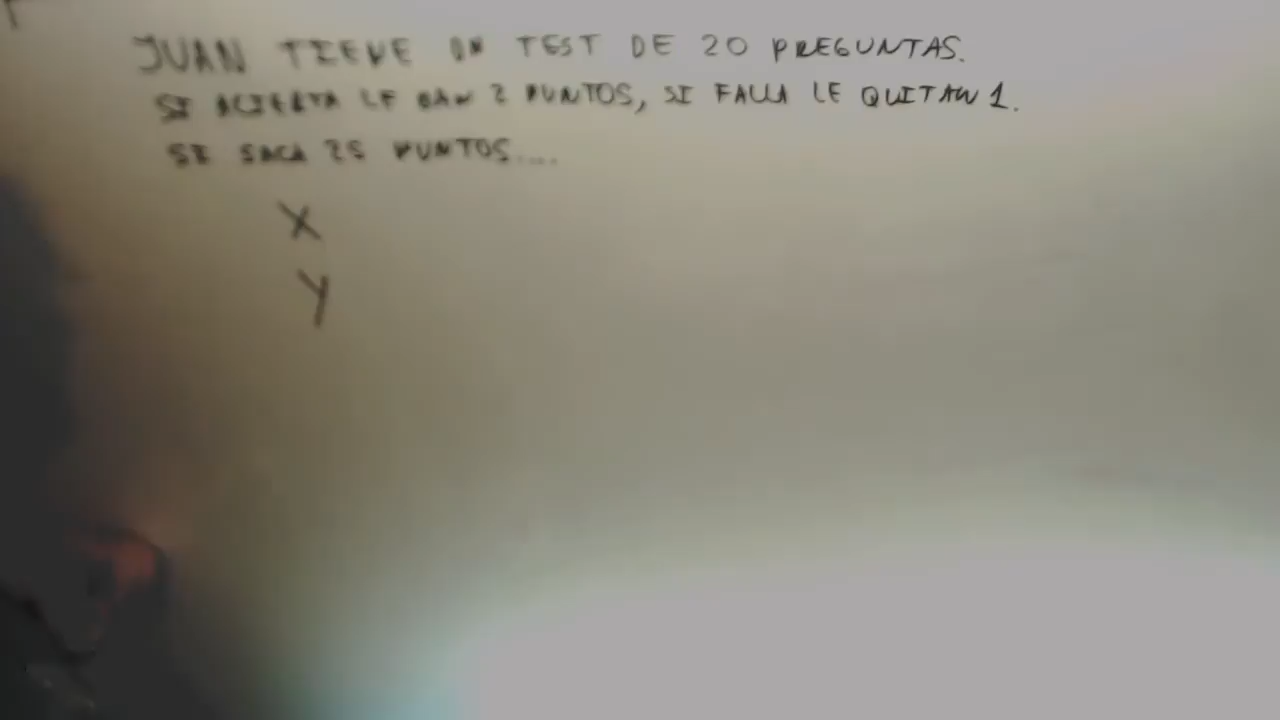 JUAN TIENE UN TEST DE 20 PREGUNTAS.
SI ACIERTA LE DAN 2 PUNTOS, SI FALLA LE QUITAN 1.
SI SACA 25 PUNTOS....
X
Y